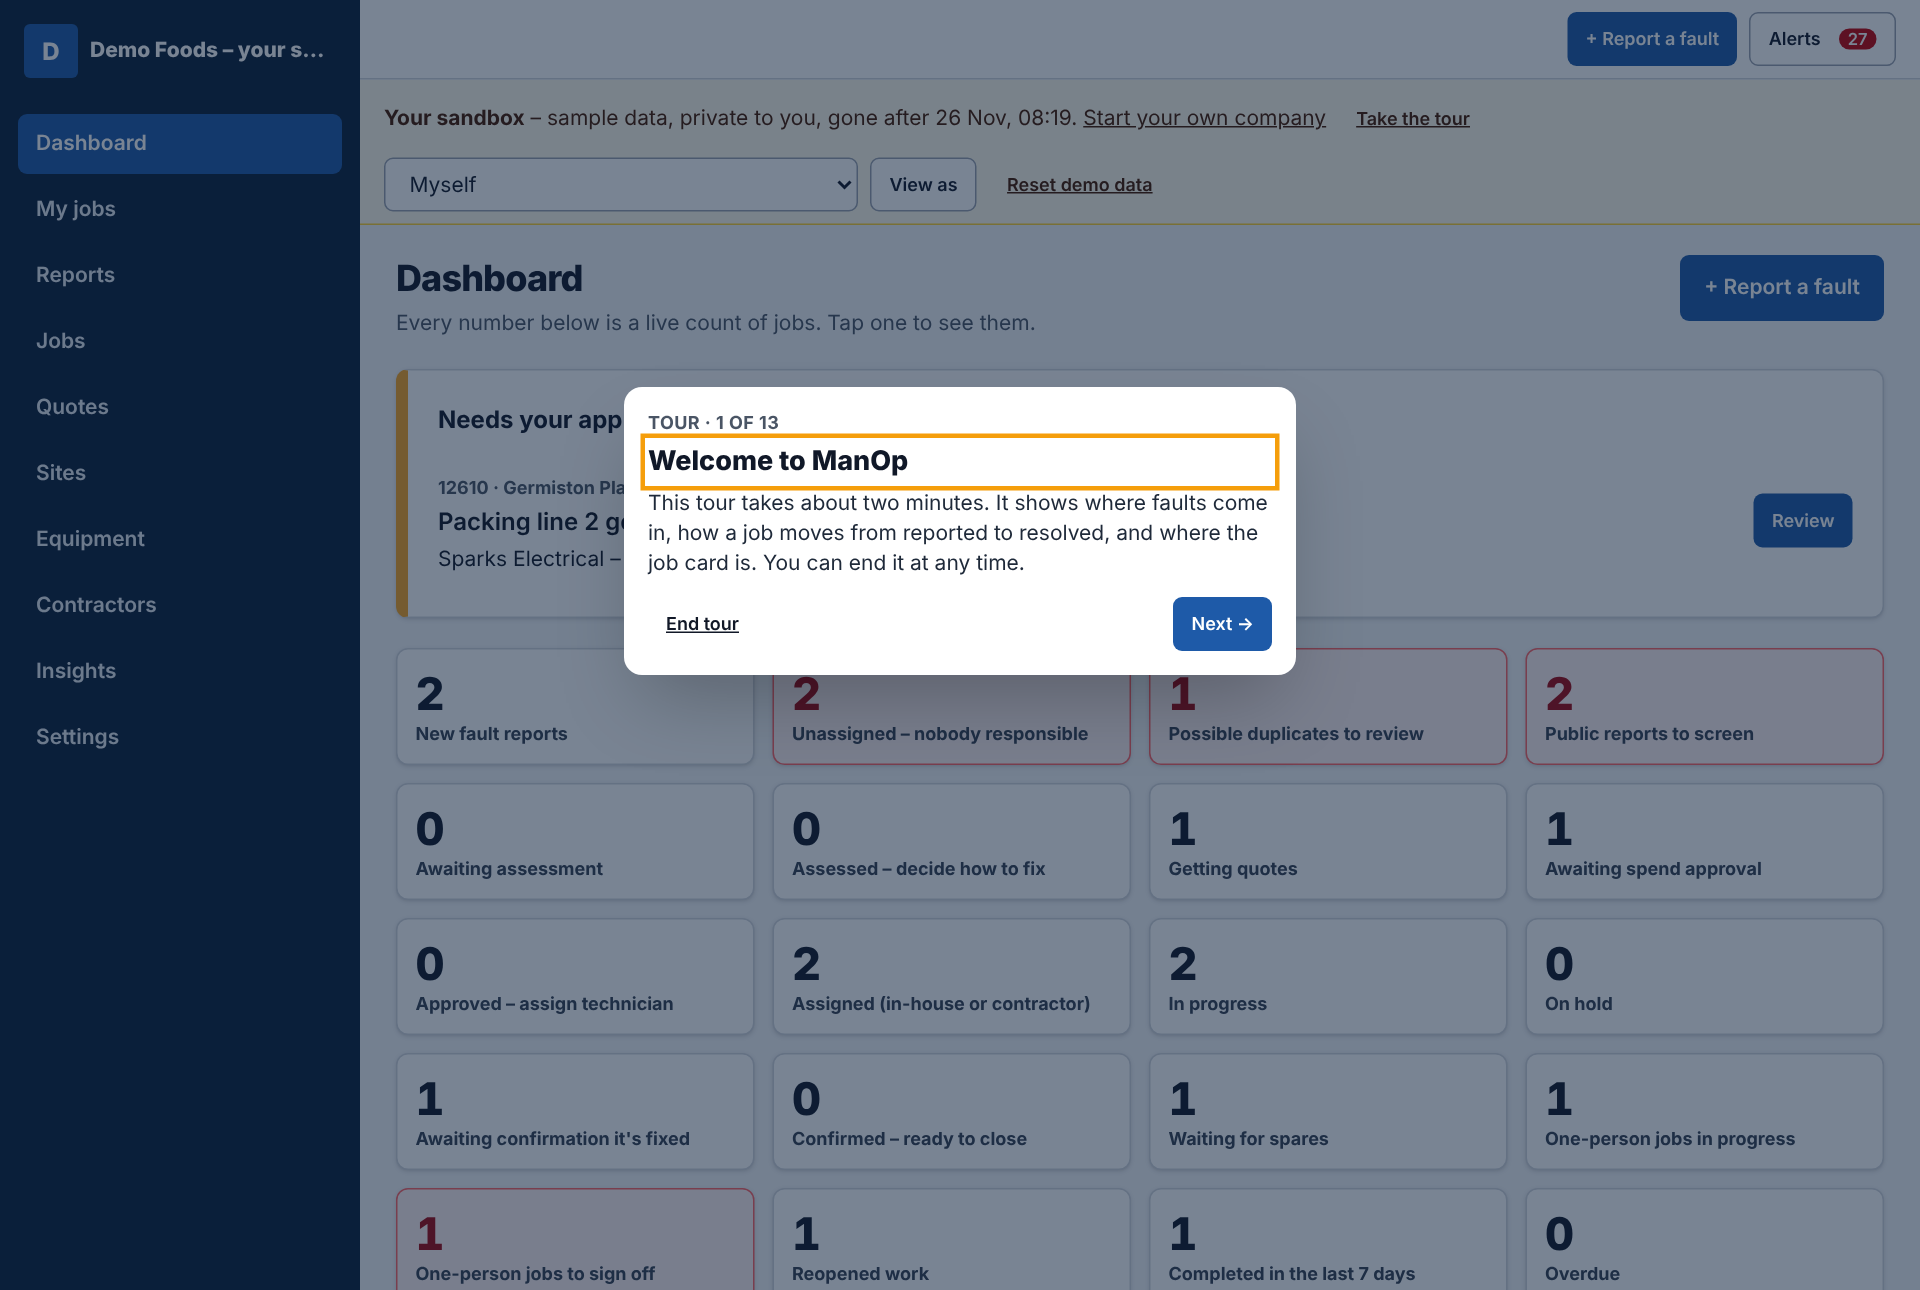 D
Demo Foods – your s...
Dashboard
My jobs
Reports
Jobs
Quotes
Sites
Equipment
Contractors
Insights
Settings
+ Report a fault
Alerts 27
Your sandbox – sample data, private to you, gone after 26 Nov, 08:19. Start your own company Take the tour
Myself
View as
Reset demo data
Dashboard
Every number below is a live count of jobs. Tap one to see them.
+ Report a fault
Needs your app
12610 · Germiston Pla
Packing line 2 g
Sparks Electrical –
Review
TOUR · 1 OF 13
Welcome to ManOp
This tour takes about two minutes. It shows where faults come
in, how a job moves from reported to resolved, and where the
job card is. You can end it at any time.
End tour
Next →
2
New fault reports
2
Unassigned – nobody responsible
1
Possible duplicates to review
2
Public reports to screen
0
Awaiting assessment
0
Assessed – decide how to fix
1
Getting quotes
1
Awaiting spend approval
0
Approved – assign technician
2
Assigned (in-house or contractor)
2
In progress
0
On hold
1
Awaiting confirmation it's fixed
0
Confirmed – ready to close
1
Waiting for spares
1
One-person jobs in progress
1
One-person jobs to sign off
1
Reopened work
1
Completed in the last 7 days
0
Overdue